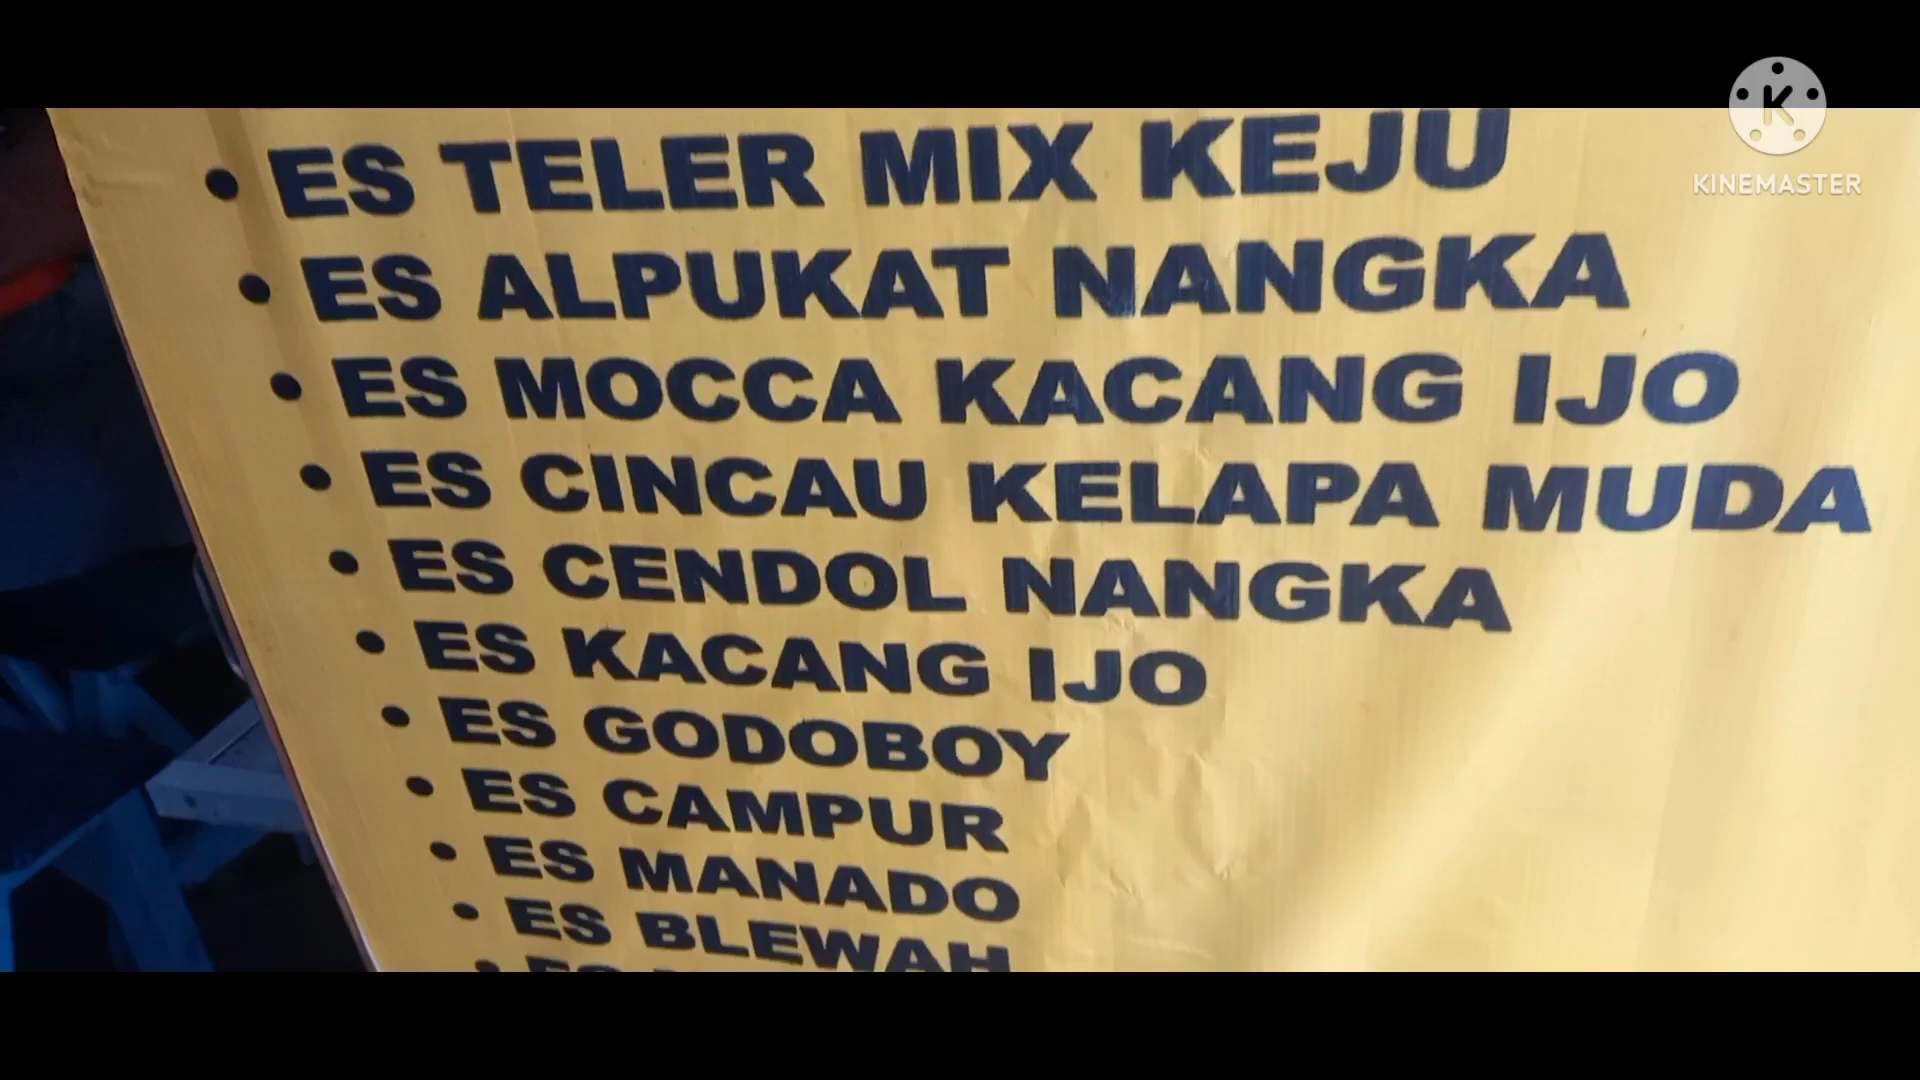 KINEMASTER
• ES TELER MIX KEJU
• ES ALPUKAT NANGKA
• ES MOCCA KACANG IJO
• ES CINCAU KELAPA MUDA
• ES CENDOL NANGKA
• ES KACANG IJO
• ES GODOBOY
• ES CAMPUR
• ES MANADO
• ES BLEWAH
• ES